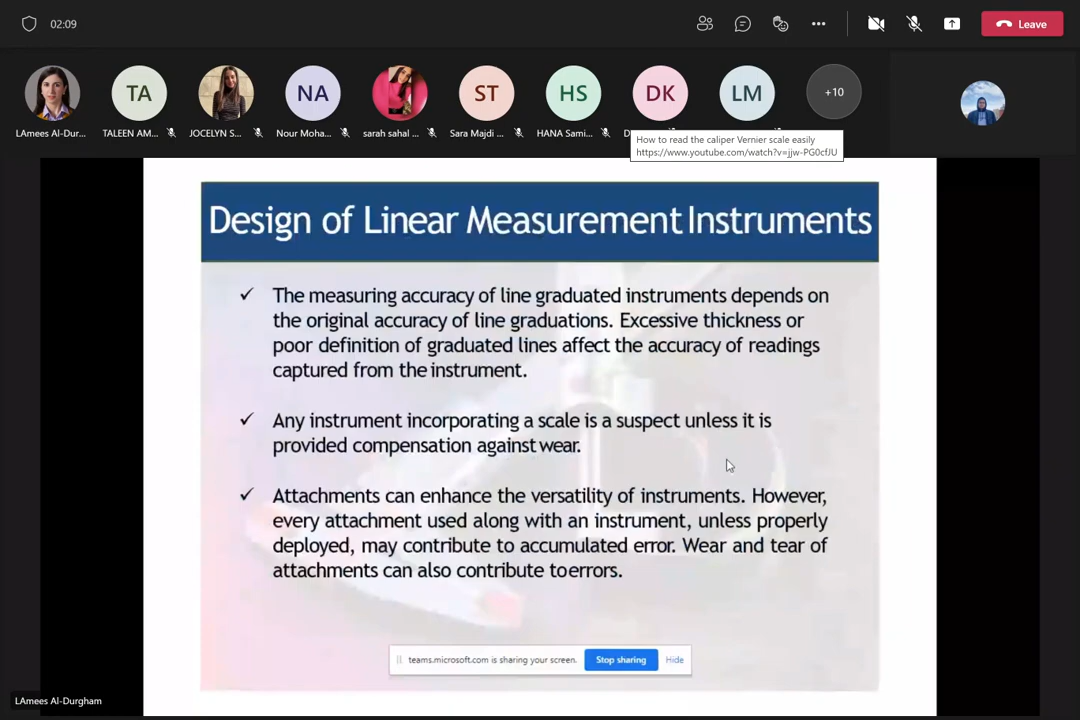 02:09
Leave
TA
NA
ST
HS
DK
LM
+10
LAmees Al-Dur...
TALEEN AM...
JOCELYN S...
Nour Moha...
sarah sahal ...
Sara Majdi ...
HANA Sami...
How to read the caliper Vernier scale easily
https://www.youtube.com/watch?v=jjw-PG0cfJU
Design of Linear Measurement Instruments
✓ The measuring accuracy of line graduated instruments depends on
the original accuracy of line graduations. Excessive thickness or
poor definition of graduated lines affect the accuracy of readings
captured from the instrument.
✓ Any instrument incorporating a scale is a suspect unless it is
provided compensation against wear.
✓ Attachments can enhance the versatility of instruments. However,
every attachment used along with an instrument, unless properly
deployed, may contribute to accumulated error. Wear and tear of
attachments can also contribute to errors.
teams.microsoft.com is sharing your screen.
Stop sharing
Hide
LAmees Al-Durgham